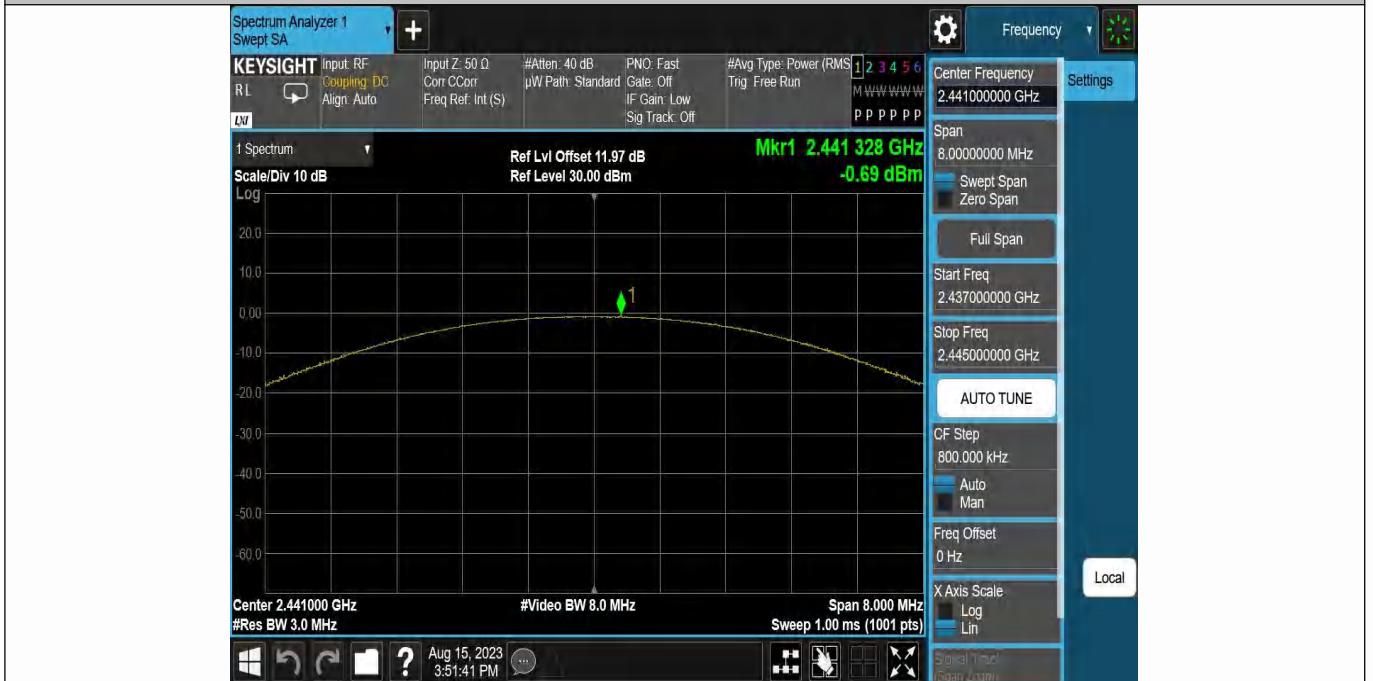 Spectrum Analyzer 1
Swept SA
+
Frequency
KEYSIGHT
RL
LXI
Input: RF
Coupling: DC
Align: Auto
Input Z: 50 Ω
Corr CCorr
Freq Ref: Int (S)
#Atten: 40 dB
µW Path: Standard
PNO: Fast
Gate: Off
IF Gain: Low
Sig Track: Off
#Avg Type: Power (RMS
Trig: Free Run
1 2 3 4 5 6
M W W W W W
P P P P P P
Center Frequency
2.441000000 GHz
Settings
Span
8.00000000 MHz
Swept Span
Zero Span
Full Span
Start Freq
2.437000000 GHz
Stop Freq
2.445000000 GHz
AUTO TUNE
CF Step
800.000 kHz
Auto
Man
Freq Offset
0 Hz
X Axis Scale
Log
Lin
Signal Track
(Span Zoom)
Local
1 Spectrum
Scale/Div 10 dB
Log
Ref Lvl Offset 11.97 dB
Ref Level 30.00 dBm
Mkr1 2.441 328 GHz
-0.69 dBm
20.0
10.0
1
0.00
-10.0
-20.0
-30.0
-40.0
-50.0
-60.0
Center 2.441000 GHz
#Res BW 3.0 MHz
#Video BW 8.0 MHz
Span 8.000 MHz
Sweep 1.00 ms (1001 pts)
?
Aug 15, 2023
3:51:41 PM